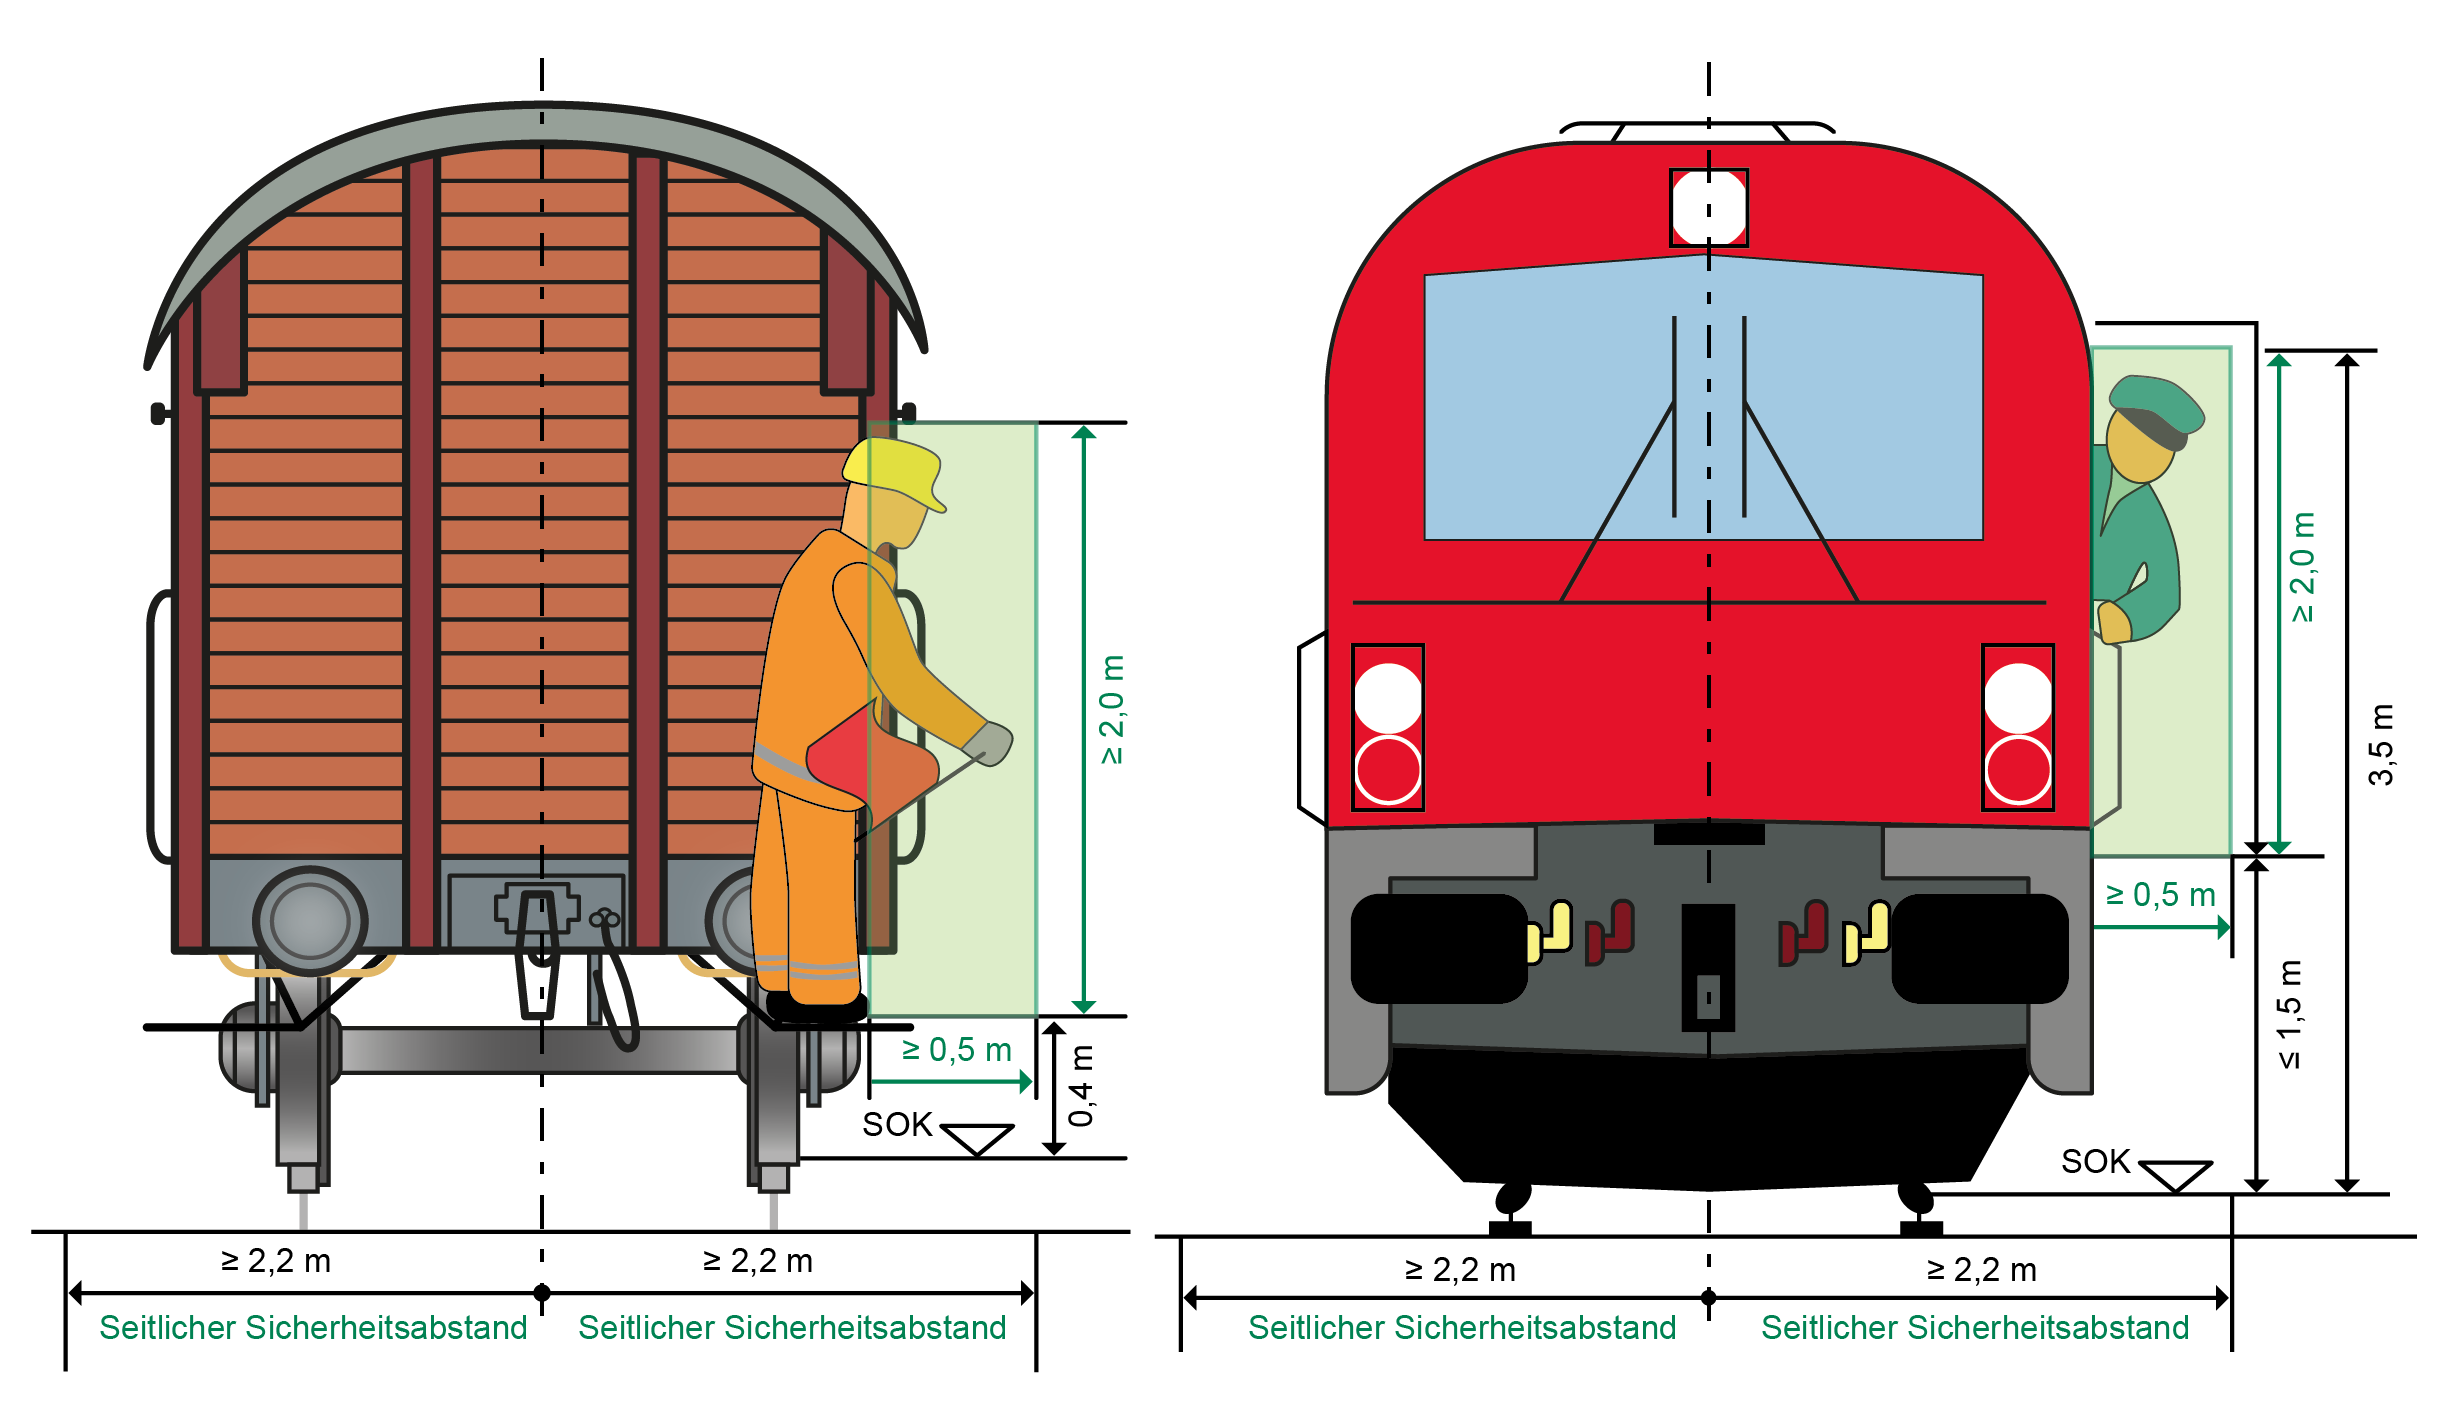 ≥ 2,0 m
≥ 0,5 m
0,4 m
SOK
≥ 2,2 m
≥ 2,2 m
Seitlicher Sicherheitsabstand
Seitlicher Sicherheitsabstand
≥ 2,0 m
3,5 m
≥ 0,5 m
≤ 1,5 m
SOK
≥ 2,2 m
≥ 2,2 m
Seitlicher Sicherheitsabstand
Seitlicher Sicherheitsabstand